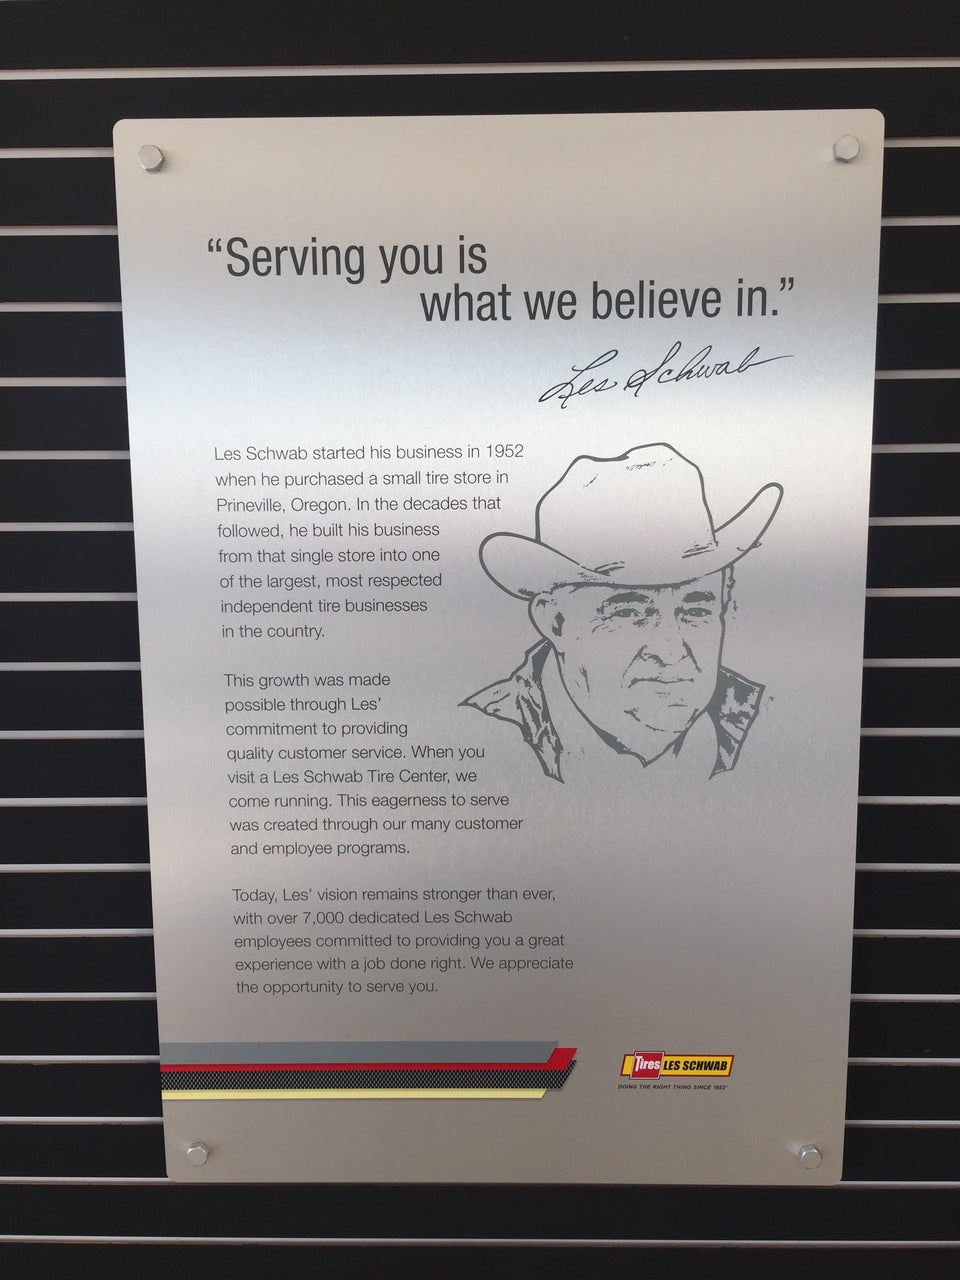 “Serving you is
what we believe in.”
Les Schwab
Les Schwab started his business in 1952
when he purchased a small tire store in
Prineville, Oregon. In the decades that
followed, he built his business
from that single store into one
of the largest, most respected
independent tire businesses
in the country.
This growth was made
possible through Les’
commitment to providing
quality customer service. When you
visit a Les Schwab Tire Center, we
come running. This eagerness to serve
was created through our many customer
and employee programs.
Today, Les’ vision remains stronger than ever,
with over 7,000 dedicated Les Schwab
employees committed to providing you a great
experience with a job done right. We appreciate
the opportunity to serve you.
Tires LES SCHWAB
DOING THE RIGHT THING SINCE 1952™